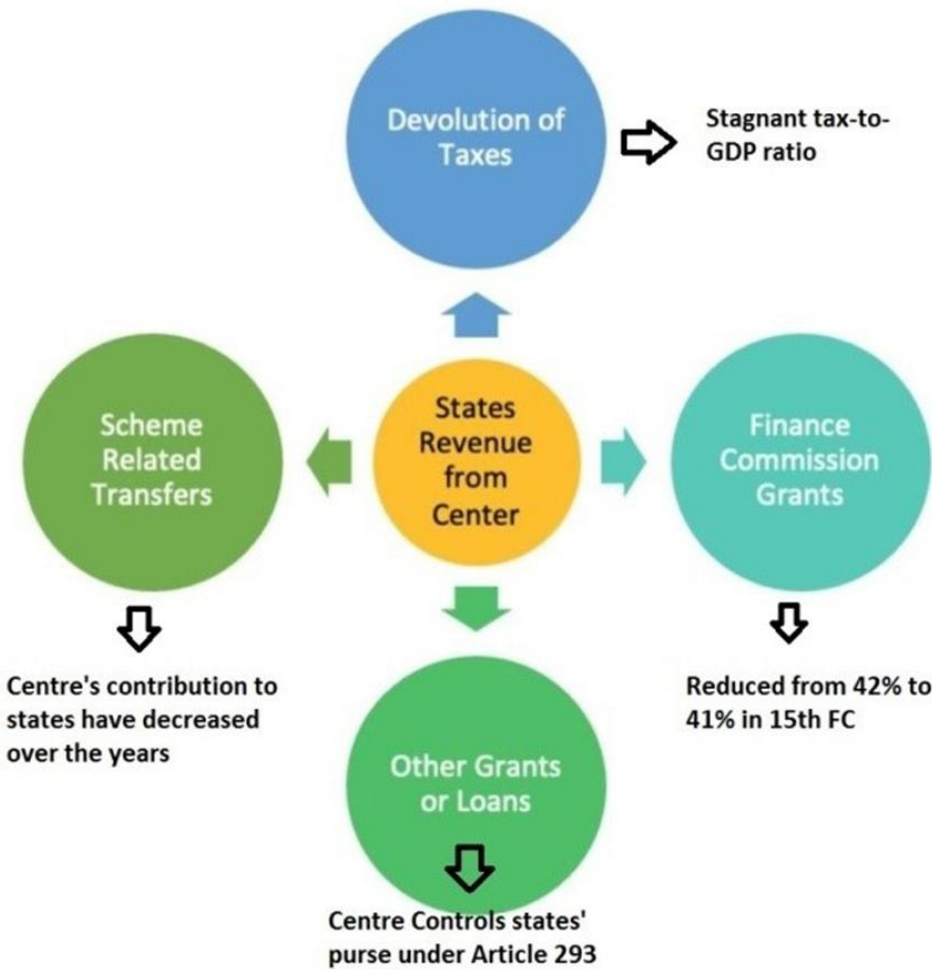 Devolution of
Taxes
Stagnant tax-to-
GDP ratio
Scheme
Related
Transfers
States
Revenue
from
Center
Finance
Commission
Grants
Centre's contribution to
states have decreased
over the years
Reduced from 42% to
41% in 15th FC
Other Grants
or Loans
Centre Controls states'
purse under Article 293